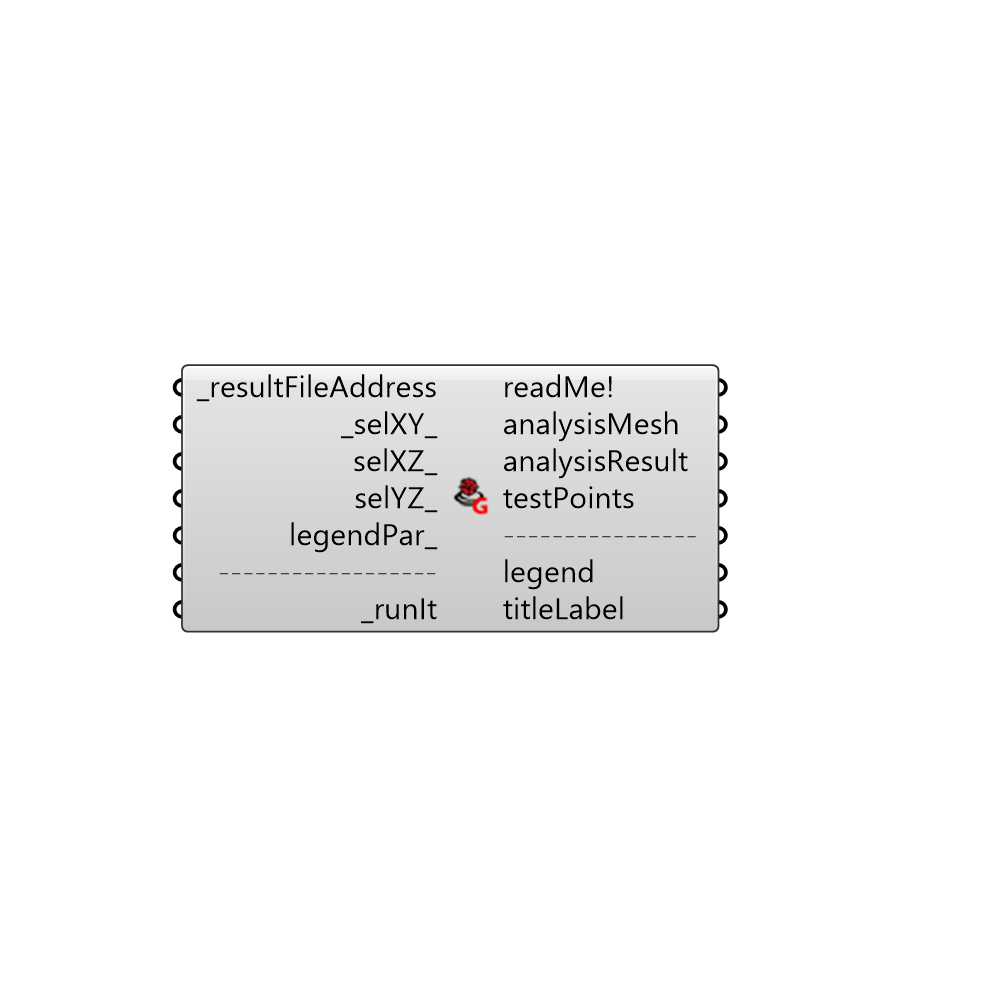 _resultFileAddress
_selXY_
selXZ_
selYZ_
legendPar_
------------------
_runIt
G
readMe!
analysisMesh
analysisResult
testPoints
----------------
legend
titleLabel